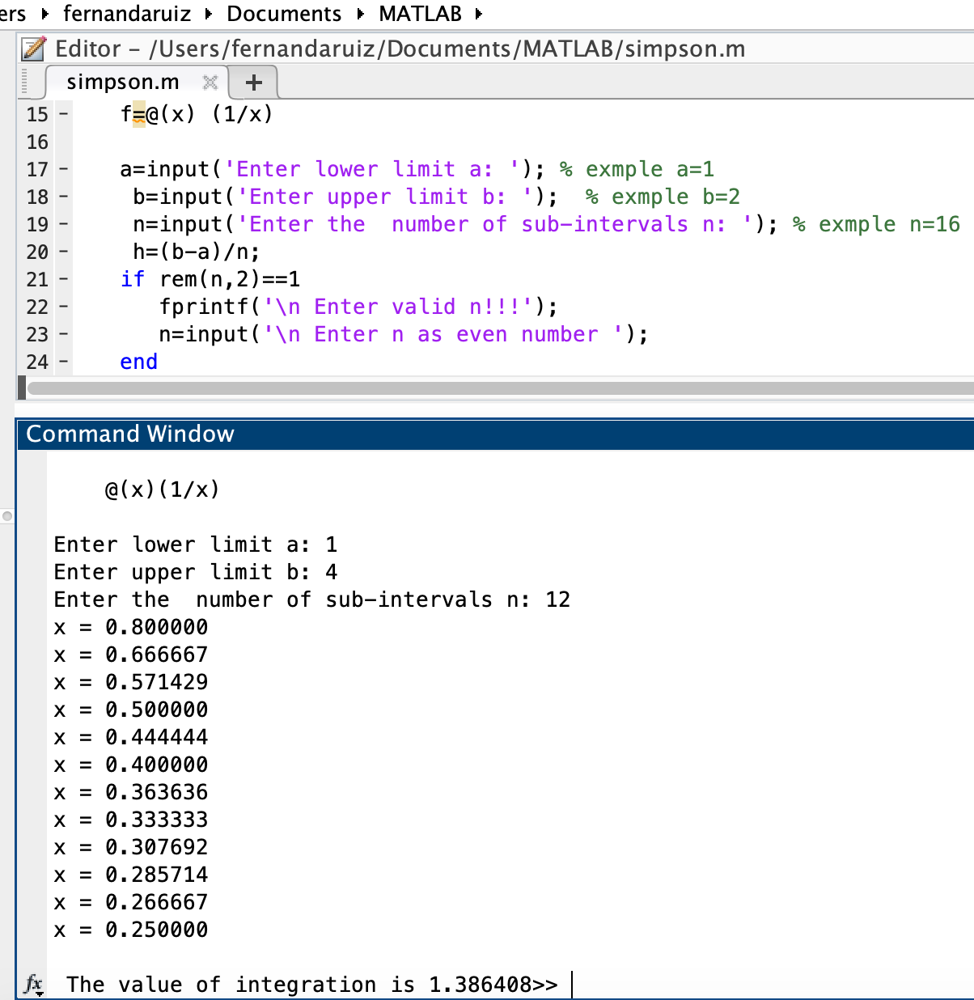 ers ▸ fernandaruiz ▸ Documents ▸ MATLAB ▸
Editor – /Users/fernandaruiz/Documents/MATLAB/simpson.m
simpson.m +
15 – f=@(x) (1/x)
16
17 – a=input('Enter lower limit a: '); % exmple a=1
18 – b=input('Enter upper limit b: ');  % exmple b=2
19 – n=input('Enter the  number of sub-intervals n: '); % exmple n=16
20 – h=(b-a)/n;
21 – if rem(n,2)==1
22 – fprintf('\n Enter valid n!!!');
23 – n=input('\n Enter n as even number ');
24 – end
Command Window
@(x)(1/x)
Enter lower limit a: 1
Enter upper limit b: 4
Enter the  number of sub-intervals n: 12
x = 0.800000
x = 0.666667
x = 0.571429
x = 0.500000
x = 0.444444
x = 0.400000
x = 0.363636
x = 0.333333
x = 0.307692
x = 0.285714
x = 0.266667
x = 0.250000
fx The value of integration is 1.386408>>